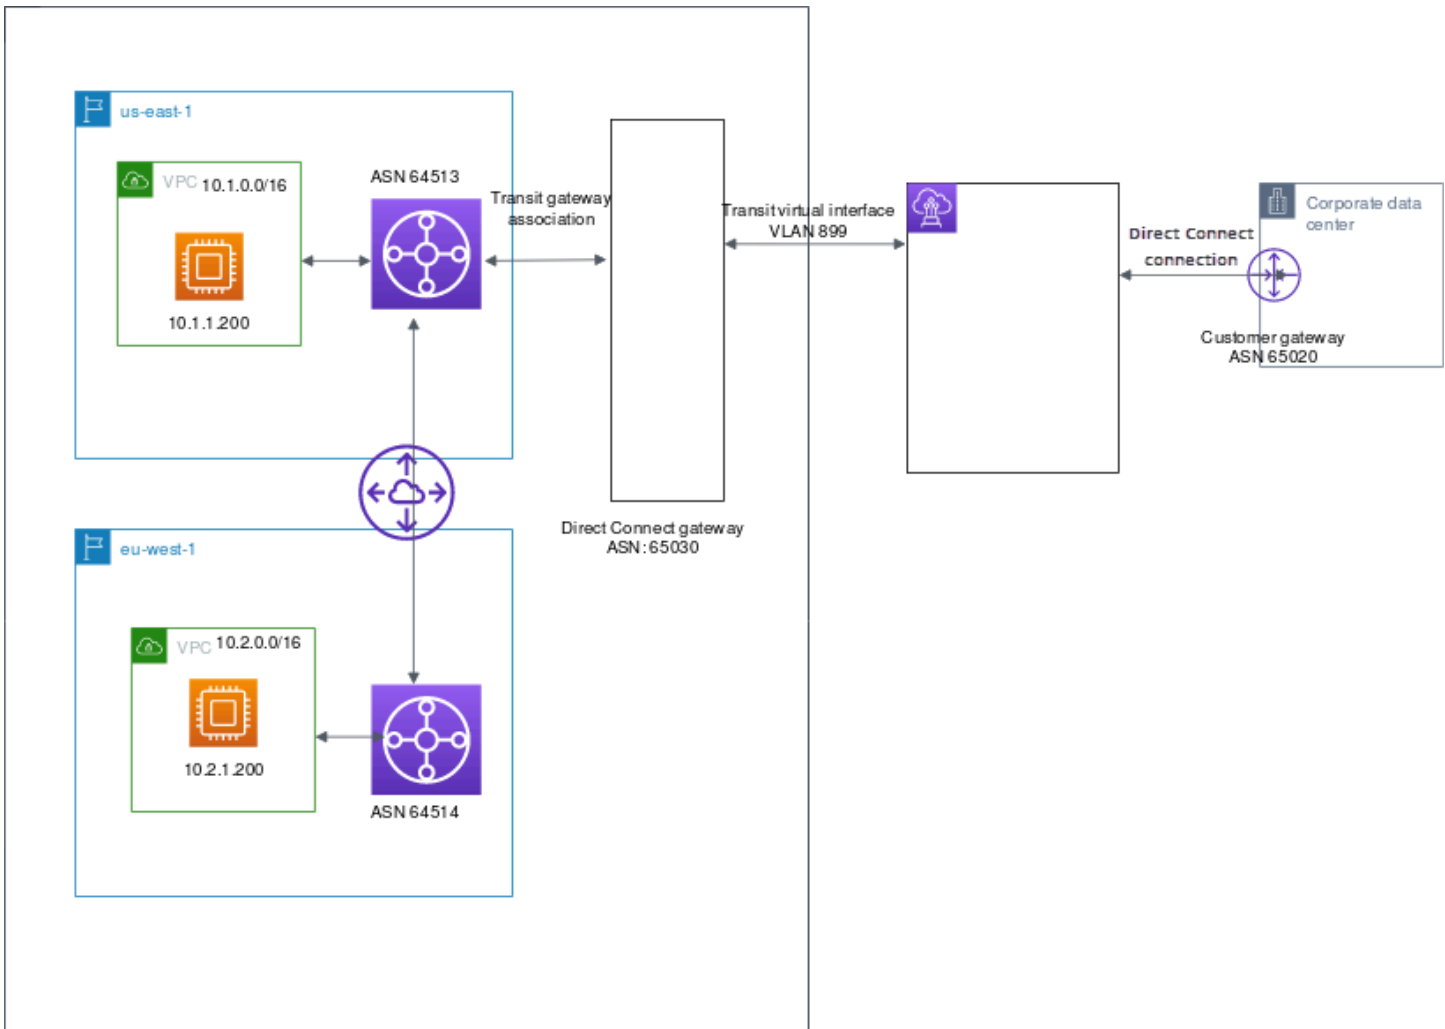 us-east-1
VPC 10.1.0.0/16
10.1.1.200
ASN 64513
Transit gateway
association
Transit virtual interface
VLAN 899
Direct Connect
connection
Corporate data
center
Customer gateway
ASN 65020
Direct Connect gateway
ASN: 65030
eu-west-1
VPC 10.2.0.0/16
10.2.1.200
ASN 64514